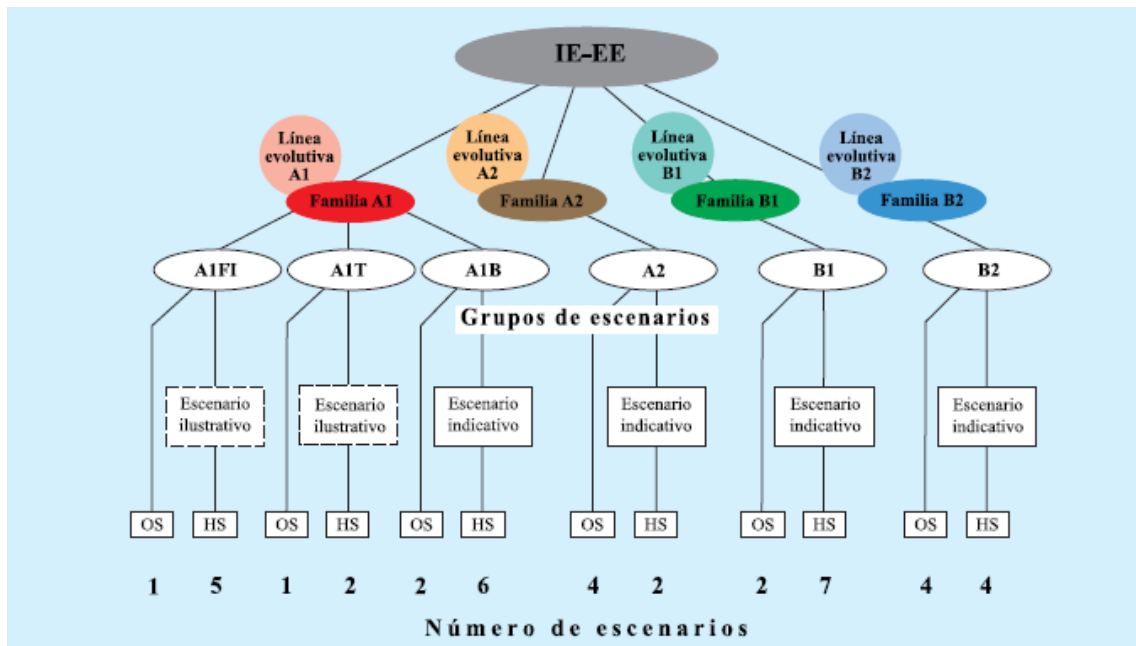 IE-EE
Línea
evolutiva
A1
Línea
evolutiva
A2
Línea
evolutiva
B1
Línea
evolutiva
B2
Familia A1
Familia A2
Familia B1
Familia B2
A1FI
A1T
A1B
A2
B1
B2
Grupos de escenarios
Escenario
ilustrativo
Escenario
ilustrativo
Escenario
indicativo
Escenario
indicativo
Escenario
indicativo
Escenario
indicativo
OS HS OS HS OS HS OS HS OS HS OS HS
1 5 1 2 2 6 4 2 2 7 4 4
Número de escenarios